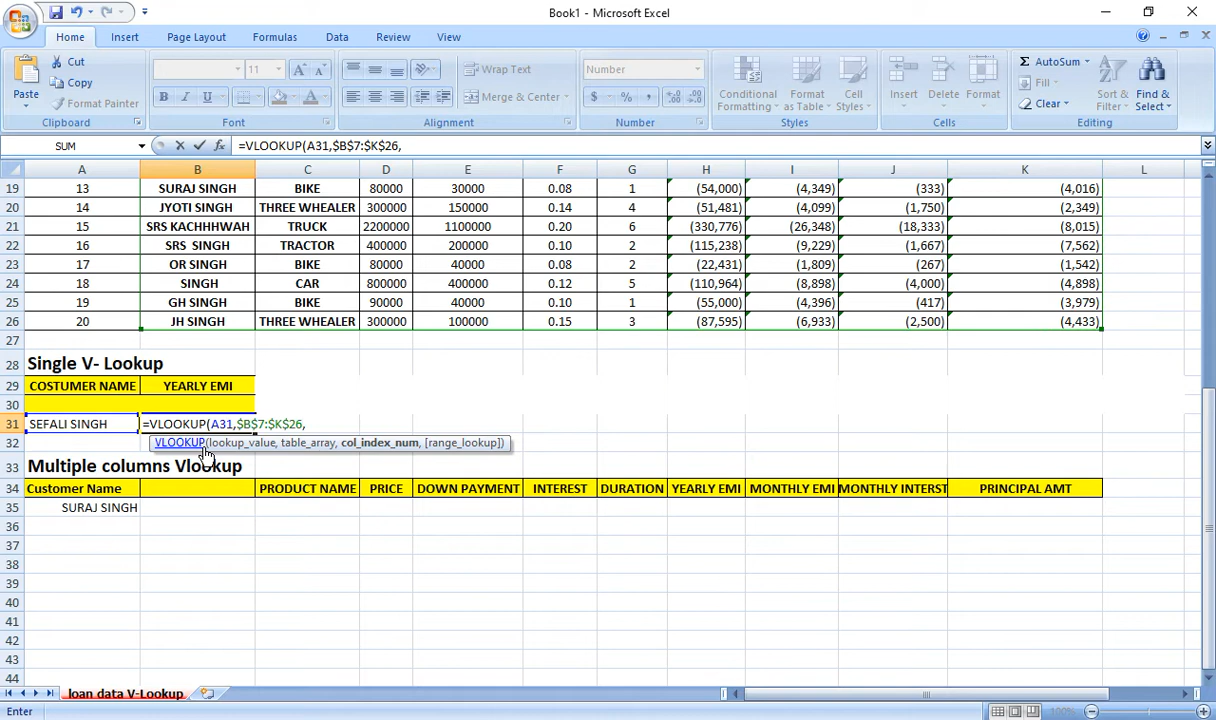 Book1 - Microsoft Excel
Home Insert Page Layout Formulas Data Review View
Paste
Cut
Copy
Format Painter
Clipboard
11 A A
B I U A
Font
Wrap Text
Merge & Center
Alignment
Number
$ % , .0 .00 .00 .0
Number
Conditional Formatting
Format as Table
Cell Styles
Styles
Insert Delete Format
Cells
Σ AutoSum
Fill
Clear
Sort & Filter
Find & Select
Editing
SUM =VLOOKUP(A31,$B$7:$K$26,
A B C D E F G H I J K L
19 13 SURAJ SINGH BIKE 80000 30000 0.08 1 (54,000) (4,349) (333) (4,016)
20 14 JYOTI SINGH THREE WHEALER 300000 150000 0.14 4 (51,481) (4,099) (1,750) (2,349)
21 15 SRS KACHHHWAH TRUCK 2200000 1100000 0.20 6 (330,776) (26,348) (18,333) (8,015)
22 16 SRS SINGH TRACTOR 400000 200000 0.10 2 (115,238) (9,229) (1,667) (7,562)
23 17 OR SINGH BIKE 80000 40000 0.08 2 (22,431) (1,809) (267) (1,542)
24 18 SINGH CAR 800000 400000 0.12 5 (110,964) (8,898) (4,000) (4,898)
25 19 GH SINGH BIKE 90000 40000 0.10 1 (55,000) (4,396) (417) (3,979)
26 20 JH SINGH THREE WHEALER 300000 100000 0.15 3 (87,595) (6,933) (2,500) (4,433)
27
28 Single V- Lookup
29 COSTUMER NAME YEARLY EMI
30
31 SEFALI SINGH =VLOOKUP(A31,$B$7:$K$26,
32 VLOOKUP(lookup_value, table_array, col_index_num, [range_lookup])
33 Multiple columns Vlookup
34 Customer Name PRODUCT NAME PRICE DOWN PAYMENT INTEREST DURATION YEARLY EMI MONTHLY EMI MONTHLY INTERST PRINCIPAL AMT
35 SURAJ SINGH
36
37
38
39
40
41
42
43
44
loan data V-Lookup
Enter 100%